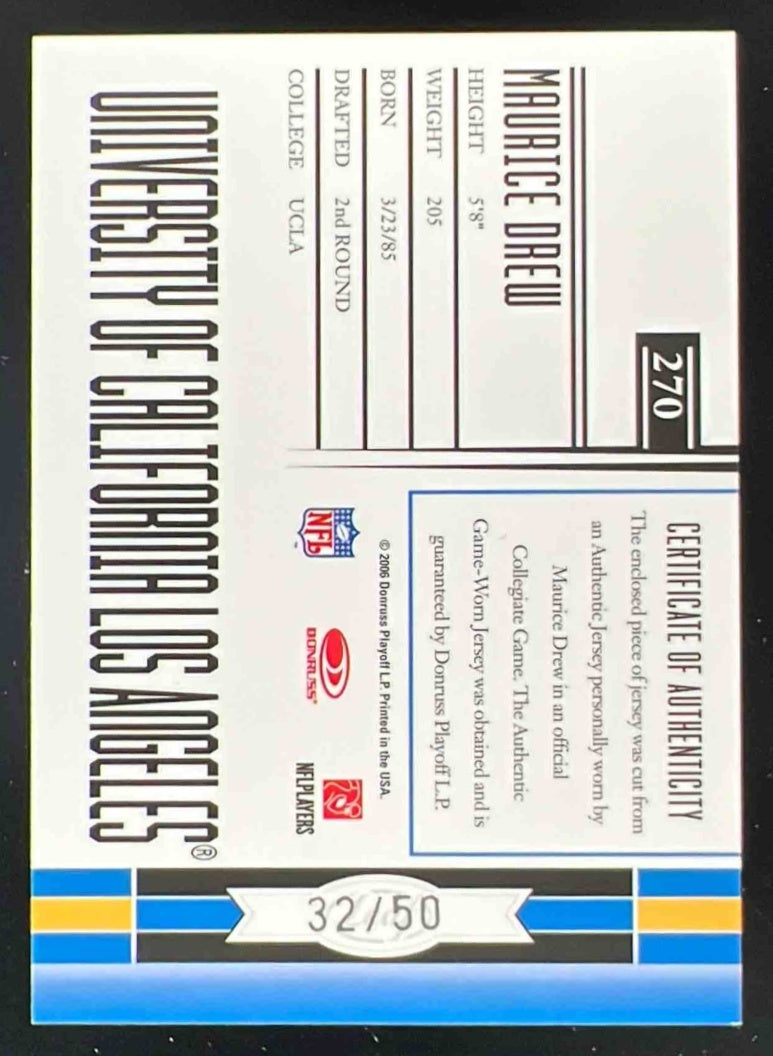 270
MAURICE DREW
HEIGHT 5'8"
WEIGHT 205
BORN 3/23/85
DRAFTED 2nd ROUND
COLLEGE UCLA
CERTIFICATE OF AUTHENTICITY
The enclosed piece of jersey was cut from
an Authentic Jersey personally worn by
Maurice Drew in an official
Collegiate Game. The Authentic
Game-Worn Jersey was obtained and is
guaranteed by Donruss Playoff L.P.
© 2006 Donruss Playoff L.P. Printed in the USA.
NFL
DONRUSS
NFLPLAYERS
UNIVERSITY OF CALIFORNIA LOS ANGELES®
32/50